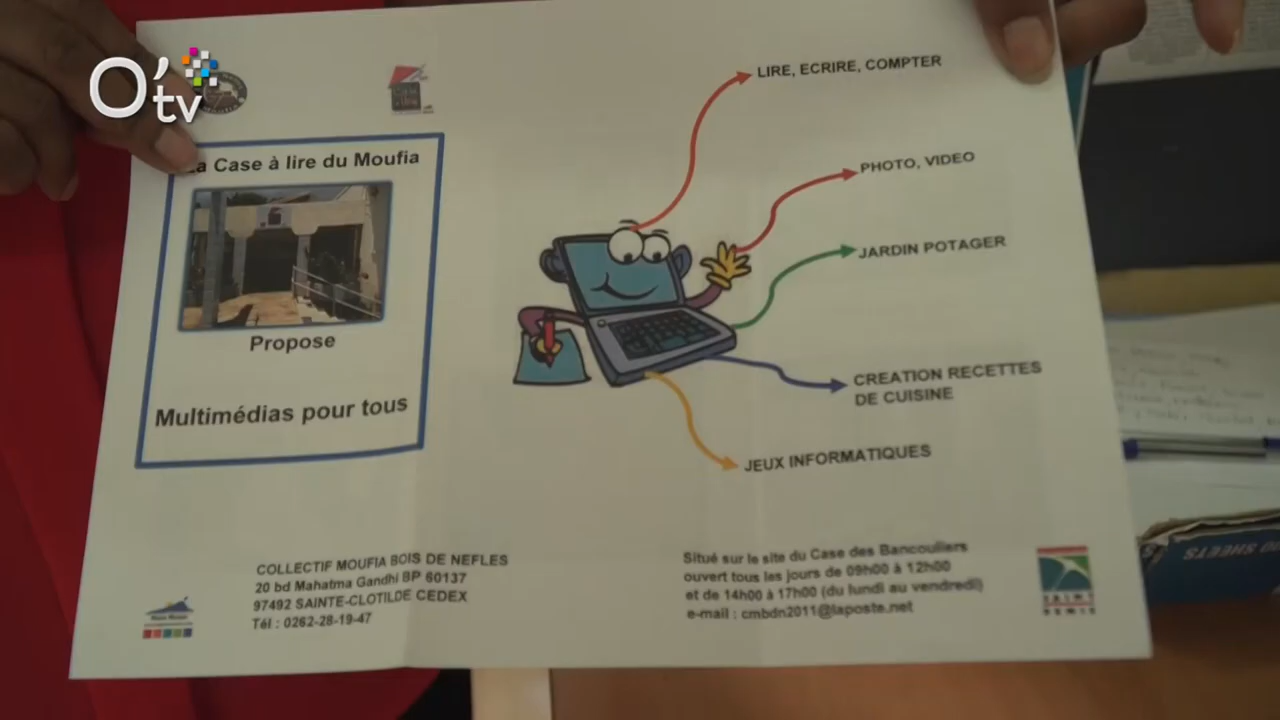 O'tv
La Case à lire du Moufia
Propose
Multimédias pour tous
LIRE, ECRIRE, COMPTER
PHOTO, VIDEO
JARDIN POTAGER
CREATION RECETTES
DE CUISINE
JEUX INFORMATIQUES
COLLECTIF MOUFIA BOIS DE NEFLES
20 bd Mahatma Gandhi BP 60137
97492 SAINTE-CLOTILDE CEDEX
Tél : 0262-28-19-47
Situé sur le site du Case des Bancouliers
ouvert tous les jours de 09h00 à 12h00
et de 14h00 à 17h00 (du lundi au vendredi)
e-mail : cmbdn2011@laposte.net
SAINT
DENIS
SHEETS